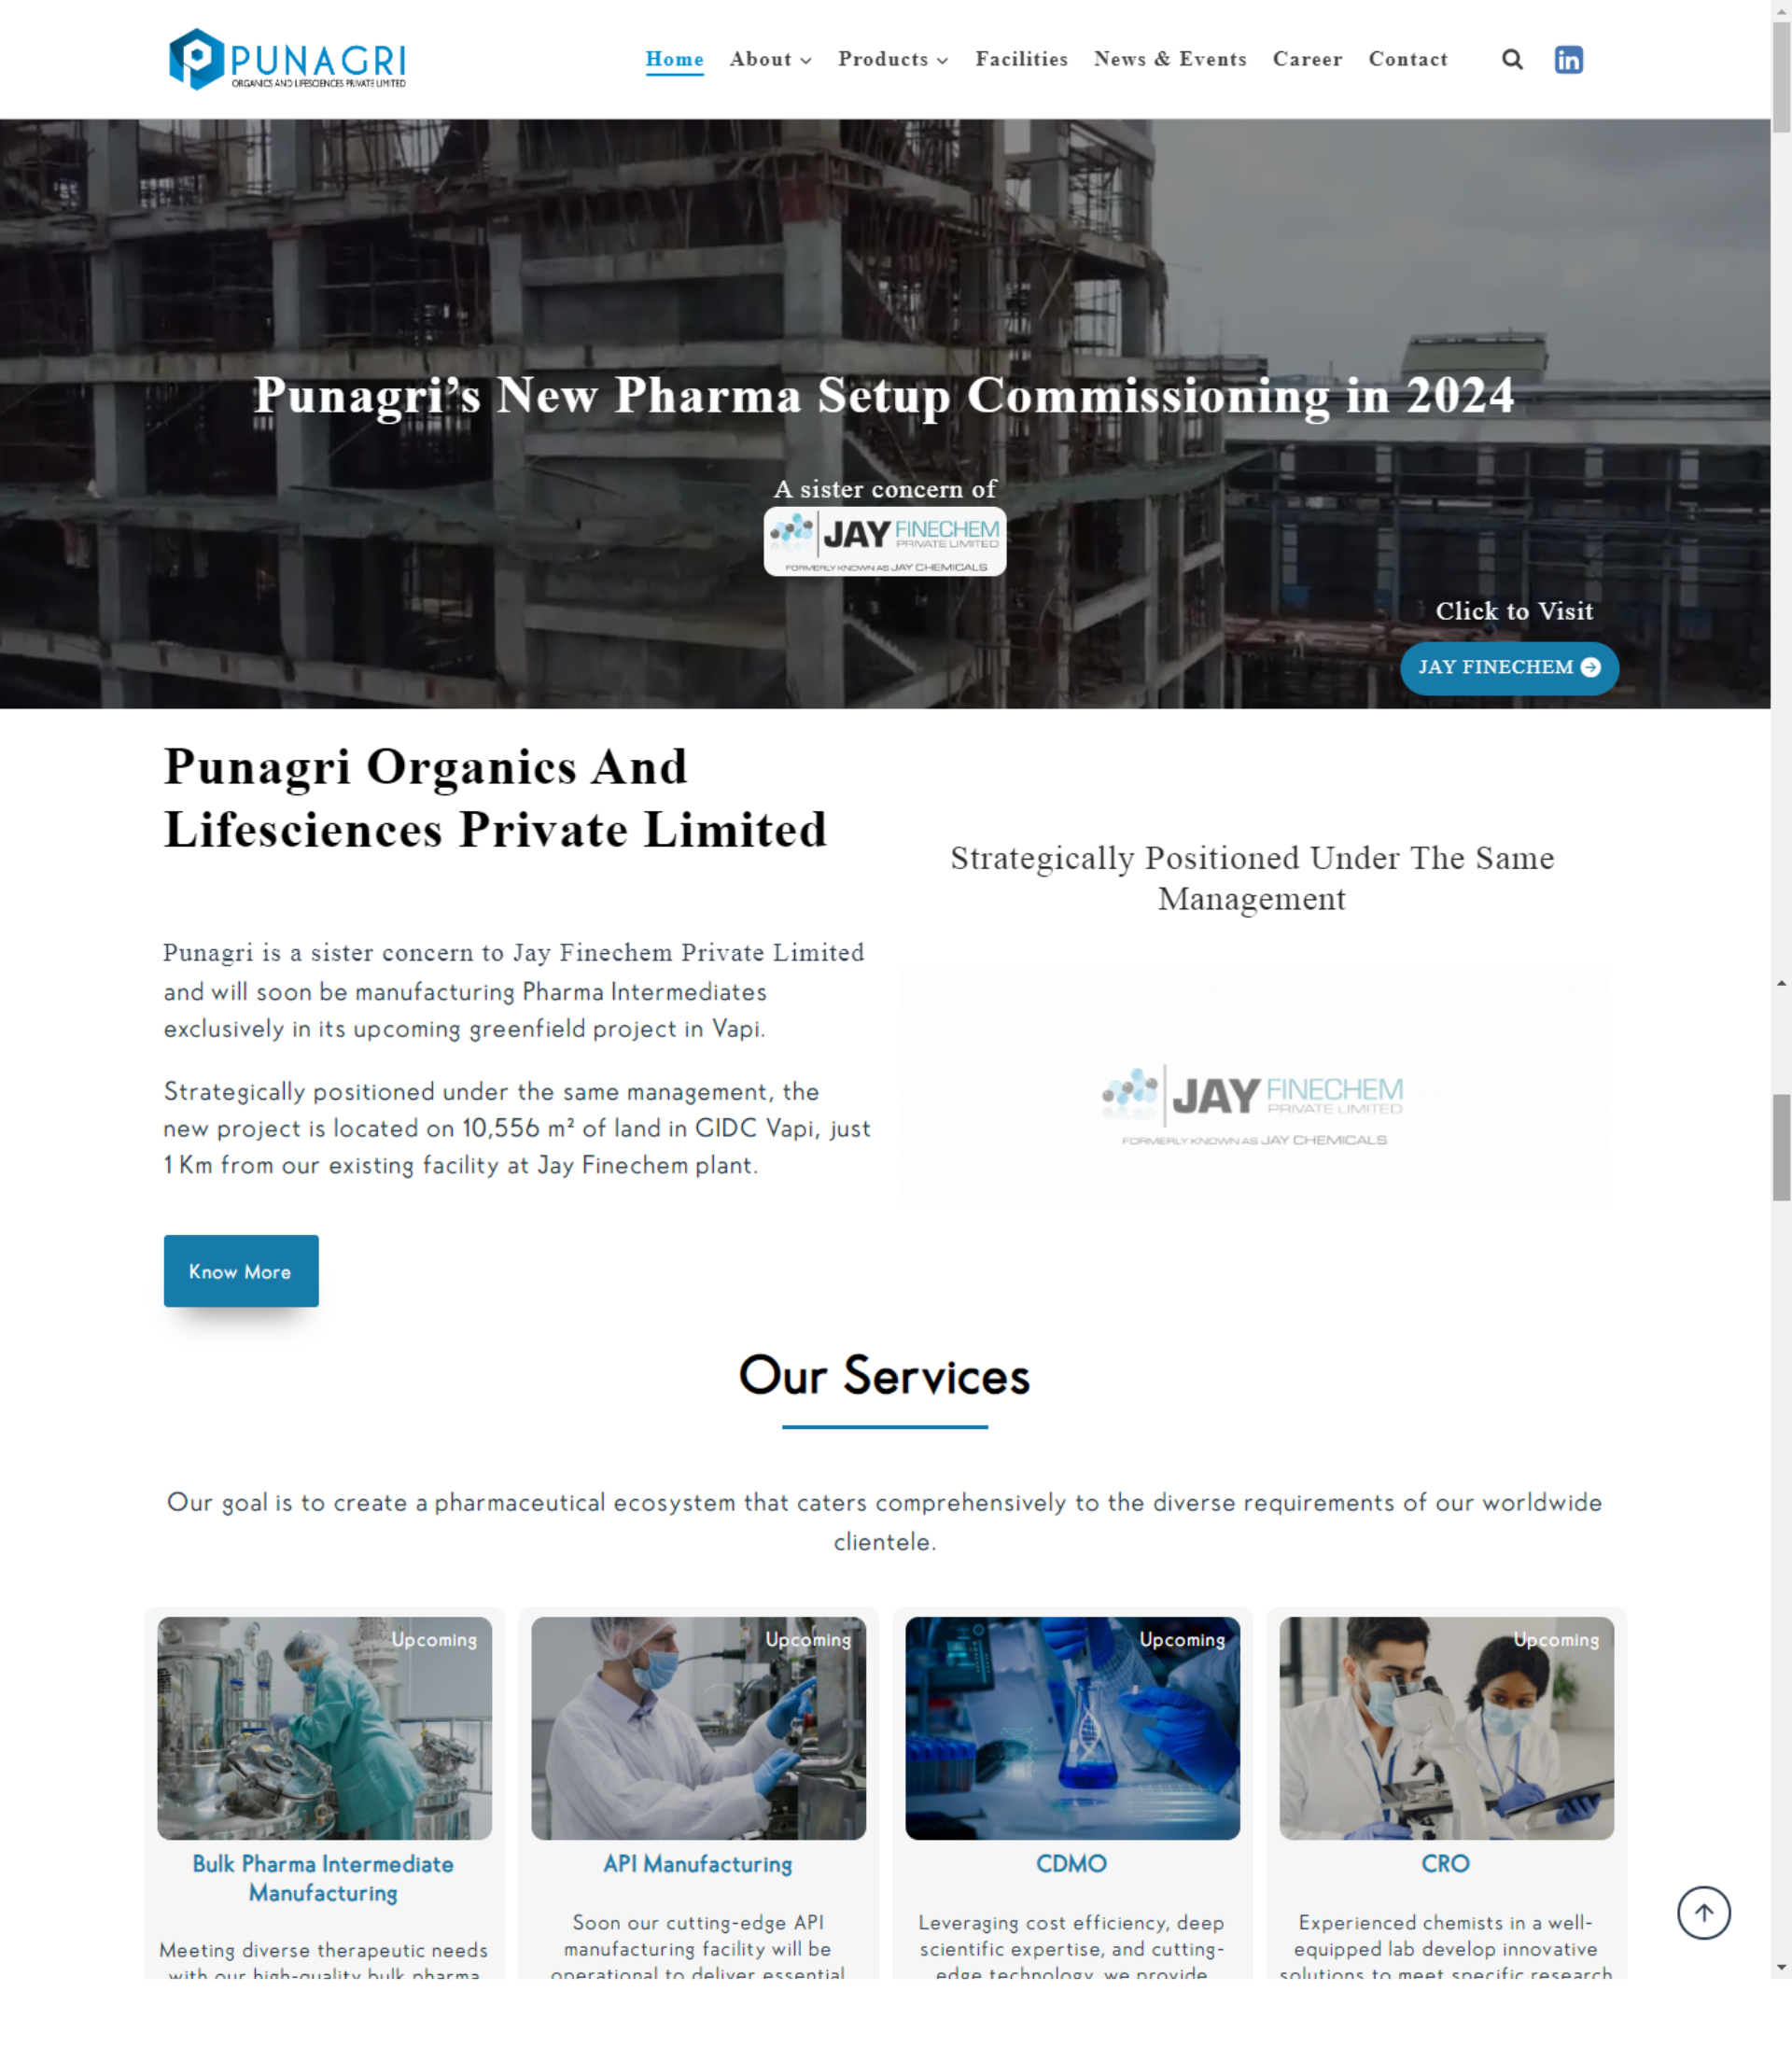 PUNAGRI
ORGANICS AND LIFESCIENCES PRIVATE LIMITED
Home About Products Facilities News & Events Career Contact
in
Punagri’s New Pharma Setup Commissioning in 2024
A sister concern of
JAY FINECHEM
PRIVATE LIMITED
FORMERLY KNOWN AS JAY CHEMICALS
Click to Visit
JAY FINECHEM
Punagri Organics And
Lifesciences Private Limited
Punagri is a sister concern to Jay Finechem Private Limited
and will soon be manufacturing Pharma Intermediates
exclusively in its upcoming greenfield project in Vapi.
Strategically positioned under the same management, the
new project is located on 10,556 m² of land in GIDC Vapi, just
1 Km from our existing facility at Jay Finechem plant.
Know More
Strategically Positioned Under The Same
Management
JAY FINECHEM
PRIVATE LIMITED
FORMERLY KNOWN AS JAY CHEMICALS
Our Services
Our goal is to create a pharmaceutical ecosystem that caters comprehensively to the diverse requirements of our worldwide
clientele.
Upcoming
Bulk Pharma Intermediate
Manufacturing
Meeting diverse therapeutic needs
with our high-quality bulk pharma
Upcoming
API Manufacturing
Soon our cutting-edge API
manufacturing facility will be
operational to deliver essential
Upcoming
CDMO
Leveraging cost efficiency, deep
scientific expertise, and cutting-
edge technology, we provide
Upcoming
CRO
Experienced chemists in a well-
equipped lab develop innovative
solutions to meet specific research